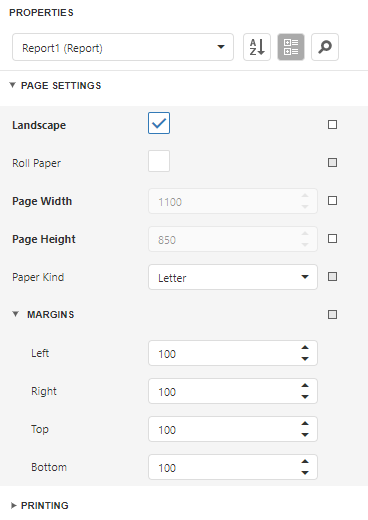 PROPERTIES
Report1 (Report)
A Z
PAGE SETTINGS
Landscape
Roll Paper
Page Width 1100
Page Height 850
Paper Kind Letter
MARGINS
Left 100
Right 100
Top 100
Bottom 100
PRINTING